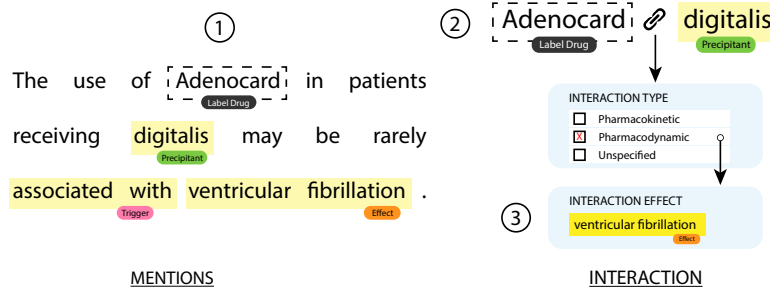 1
The use of Adenocard in patients
Label Drug
receiving digitalis may be rarely
Precipitant
associated with ventricular fibrillation .
Trigger Effect
MENTIONS
2 Adenocard digitalis
Label Drug Precipitant
INTERACTION TYPE
Pharmacokinetic
X Pharmacodynamic
Unspecified
3
INTERACTION EFFECT
ventricular fibrillation
Effect
INTERACTION